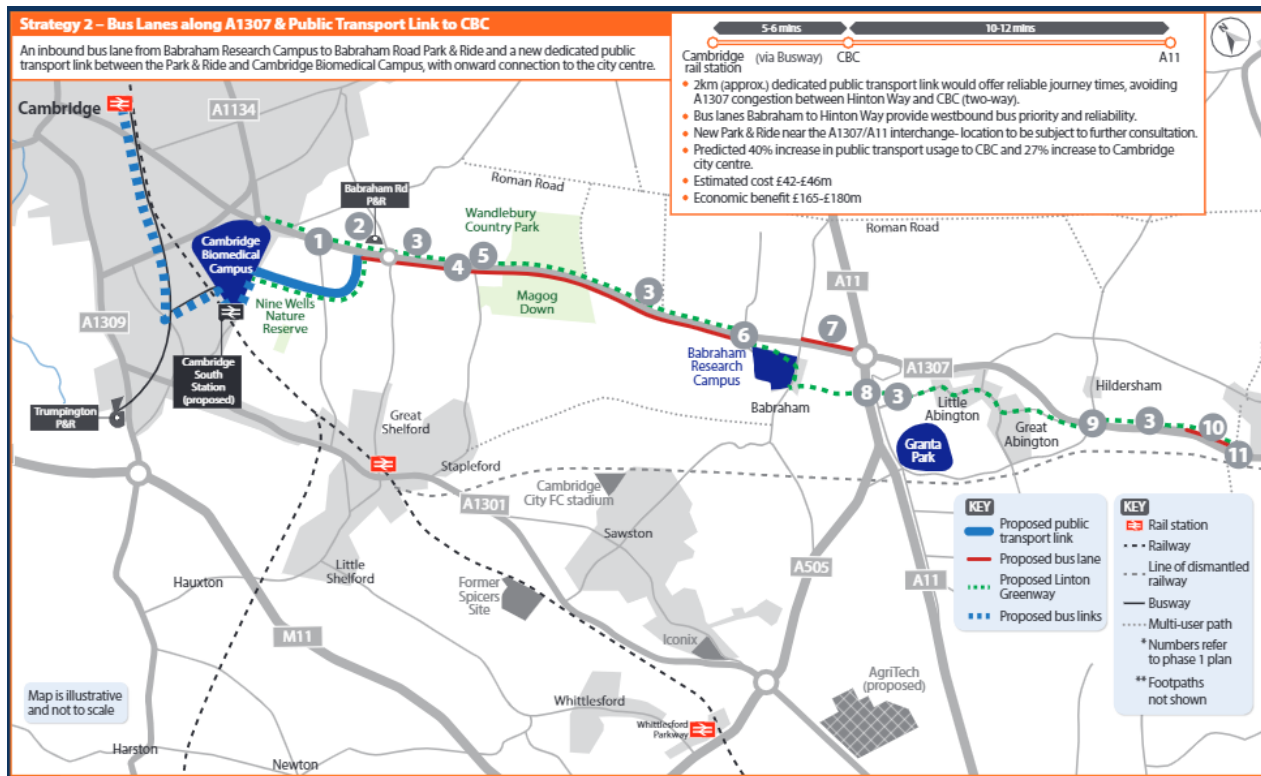 Strategy 2 – Bus Lanes along A1307 & Public Transport Link to CBC
An inbound bus lane from Babraham Research Campus to Babraham Road Park & Ride and a new dedicated public
transport link between the Park & Ride and Cambridge Biomedical Campus, with onward connection to the city centre.
5-6 mins
10-12 mins
Cambridge
rail station
(via Busway)
CBC
A11
N
• 2km (approx.) dedicated public transport link would offer reliable journey times, avoiding
A1307 congestion between Hinton Way and CBC (two-way).
• Bus lanes Babraham to Hinton Way provide westbound bus priority and reliability.
• New Park & Ride near the A1307/A11 interchange- location to be subject to further consultation.
• Predicted 40% increase in public transport usage to CBC and 27% increase to Cambridge
city centre.
• Estimated cost £42-£46m
• Economic benefit £165-£180m
Cambridge
A1134
Roman Road
Roman Road
Babraham Rd
P&R
Wandlebury
Country Park
1
2
3
4
5
Cambridge
Biomedical
Campus
Nine Wells
Nature
Reserve
Magog
Down
3
A11
6
7
A1309
Cambridge
South
Station
(proposed)
Babraham
Research
Campus
A1307
Hildersham
Babraham
8
3
Little
Abington
Great
Abington
9
3
10
11
Trumpington
P&R
Great
Shelford
Stapleford
Granta
Park
A1301
Cambridge
City FC stadium
Sawston
A505
A11
Little
Shelford
Hauxton
Former
Spicers
Site
M11
Iconix
AgriTech
(proposed)
Whittlesford
Whittlesford
Parkway
Map is illustrative
and not to scale
Harston
Newton
KEY
Proposed public
transport link
Proposed bus lane
Proposed Linton
Greenway
Proposed bus links
KEY
Rail station
Railway
Line of dismantled
railway
Busway
Multi-user path
* Numbers refer
to phase 1 plan
** Footpaths
not shown